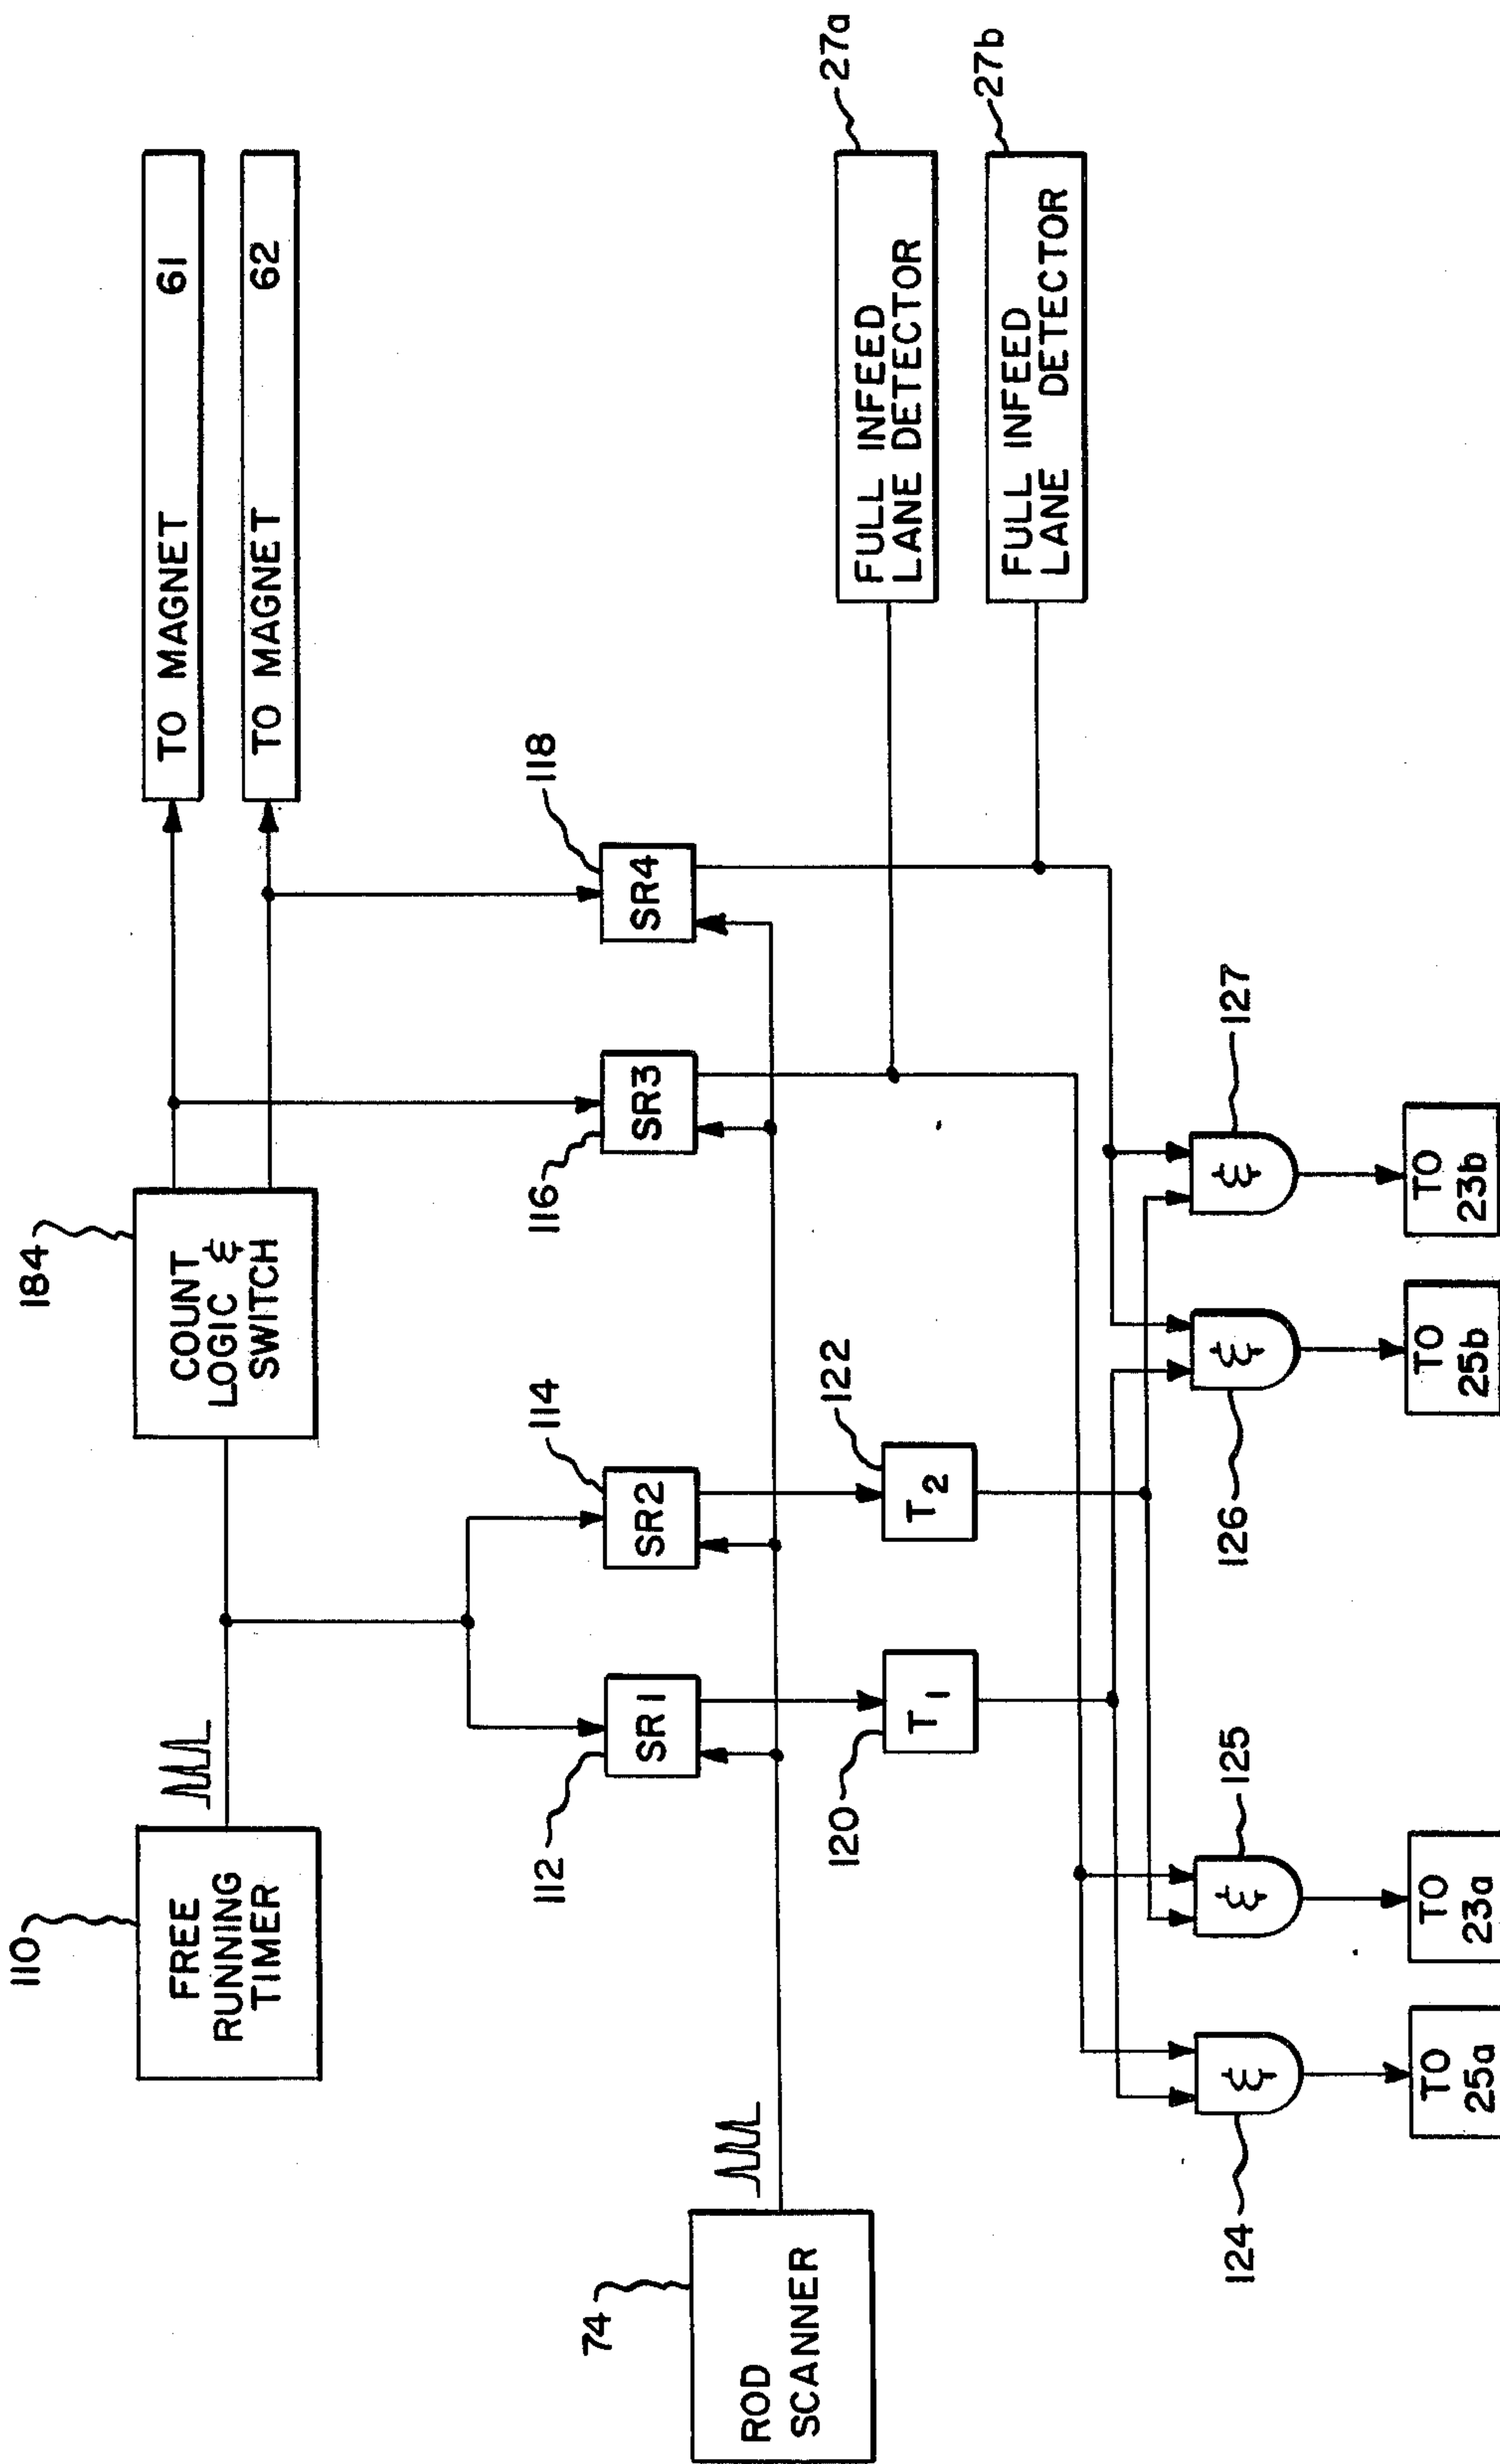 110
FREE
RUNNING
TIMER
184
COUNT
LOGIC &
SWITCH
TO MAGNET 61
TO MAGNET 62
112
SR1
114
SR2
116
SR3
118
SR4
74
ROD
SCANNER
120
T1
122
T2
FULL INFEED
LANE DETECTOR
27a
FULL INFEED
LANE DETECTOR
27b
124
&
125
&
126
&
127
&
TO
25a
TO
23a
TO
25b
TO
23b